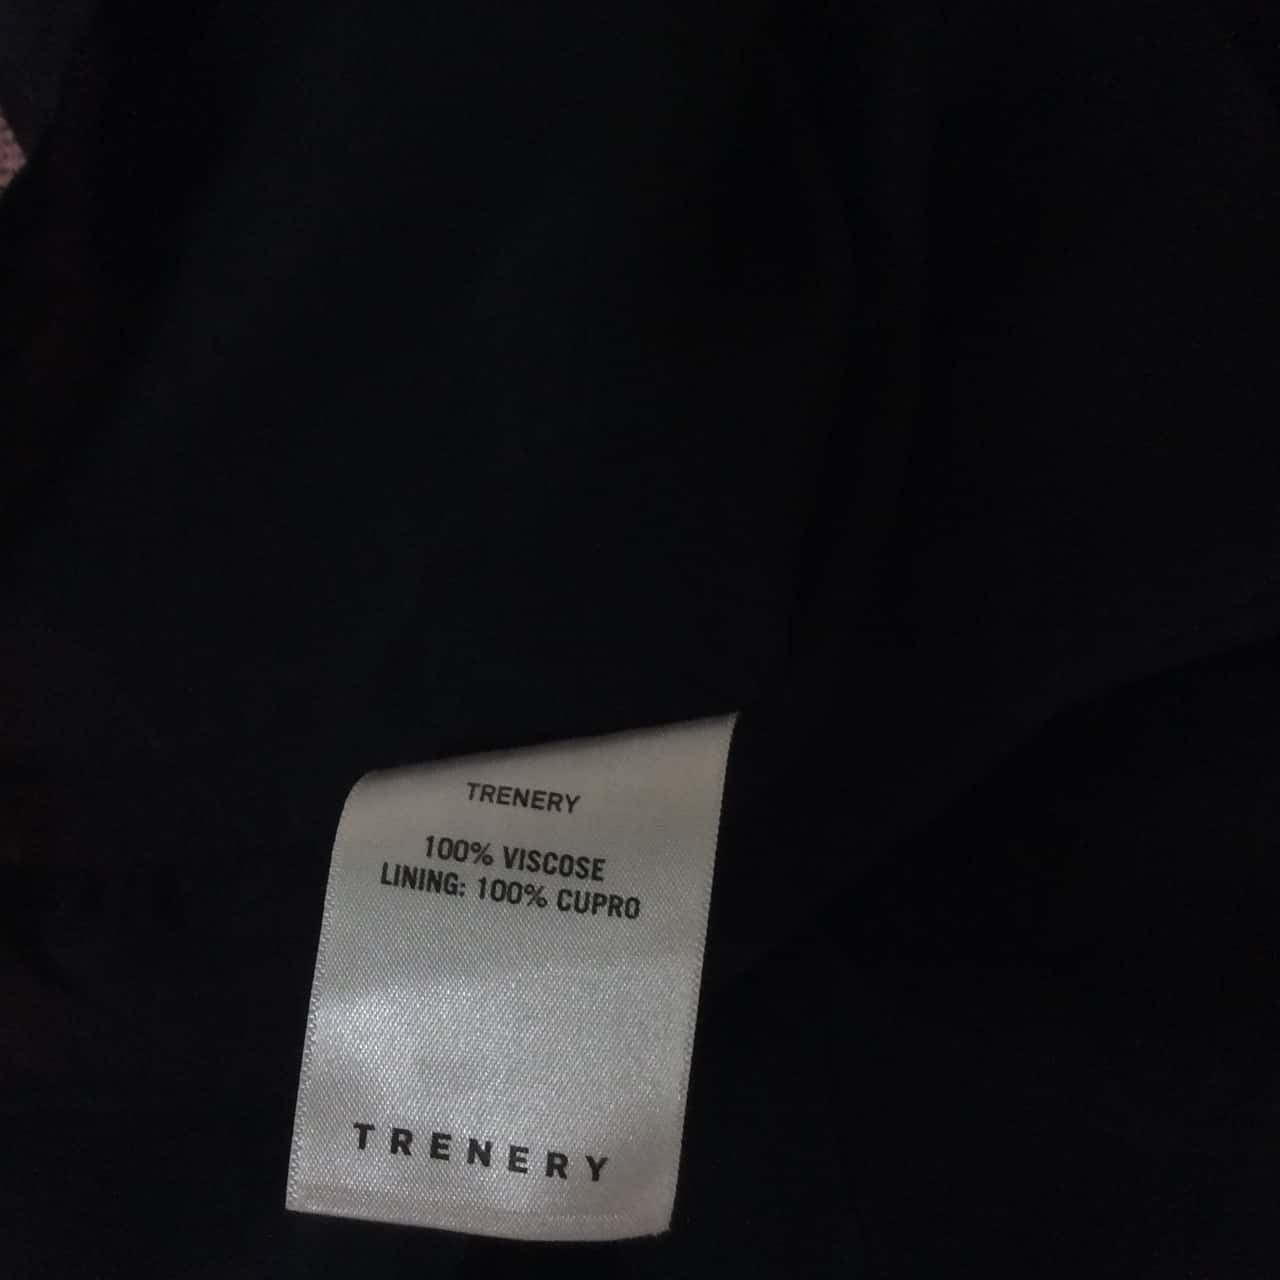 TRENERY
100% VISCOSE
LINING: 100% CUPRO
TRENERY